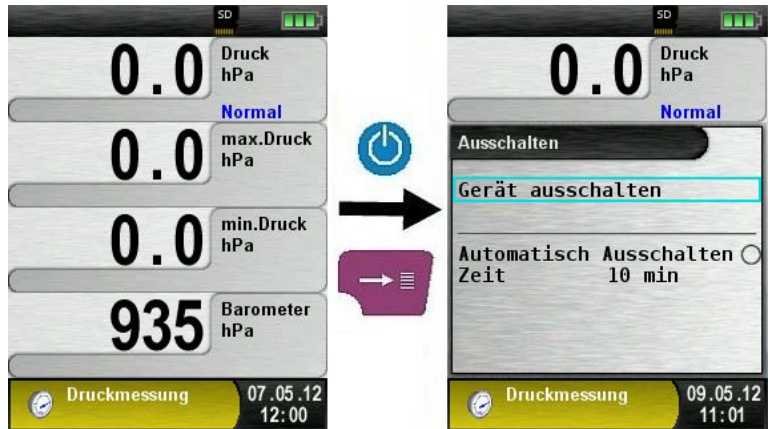 SD
0.0
Druck
hPa
Normal
0.0
max.Druck
hPa
0.0
min.Druck
hPa
935
Barometer
hPa
Druckmessung
07.05.12
12:00
SD
0.0
Druck
hPa
Normal
Ausschalten
Gerät ausschalten
Automatisch Ausschalten
Zeit 10 min
Druckmessung
09.05.12
11:01